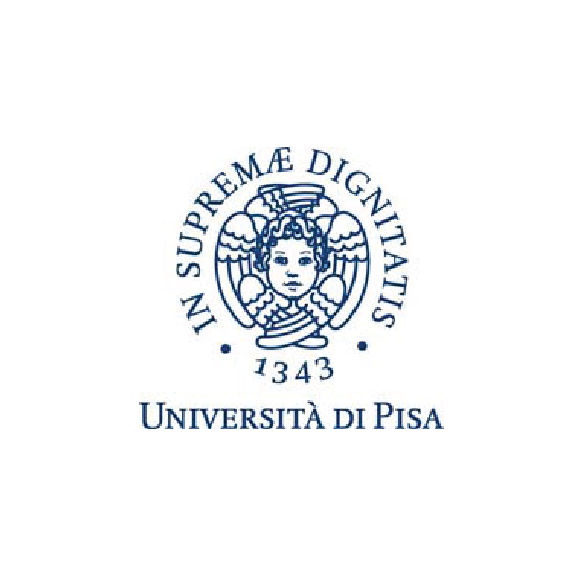 IN SUPREMÆ DIGNITATIS
1343
UNIVERSITÀ DI PISA